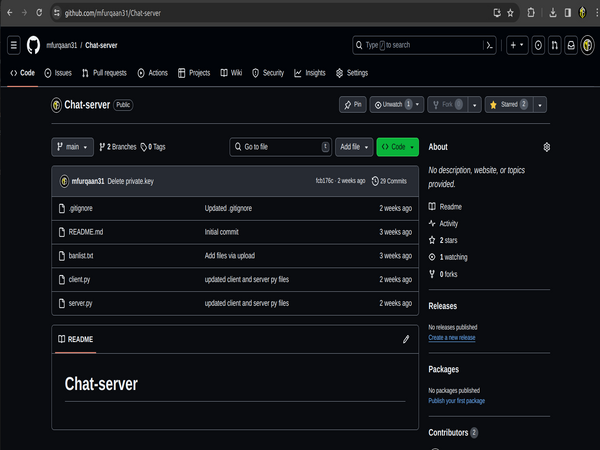 github.com/mfurqaan31/Chat-server
mfurqaan31 / Chat-server
Type / to search
Code Issues Pull requests Actions Projects Wiki Security Insights Settings
Chat-server Public
Pin Unwatch 1 Fork 0 Starred 2
main 2 Branches 0 Tags Go to file t Add file Code
mfurqaan31 Delete private.key fcb176c · 2 weeks ago 29 Commits
.gitignore Updated .gitignore 2 weeks ago
README.md Initial commit 3 weeks ago
banlist.txt Add files via upload 3 weeks ago
client.py updated client and server py files 2 weeks ago
server.py updated client and server py files 2 weeks ago
README
Chat-server
About
No description, website, or topics
provided.
Readme
Activity
2 stars
1 watching
0 forks
Releases
No releases published
Create a new release
Packages
No packages published
Publish your first package
Contributors 2